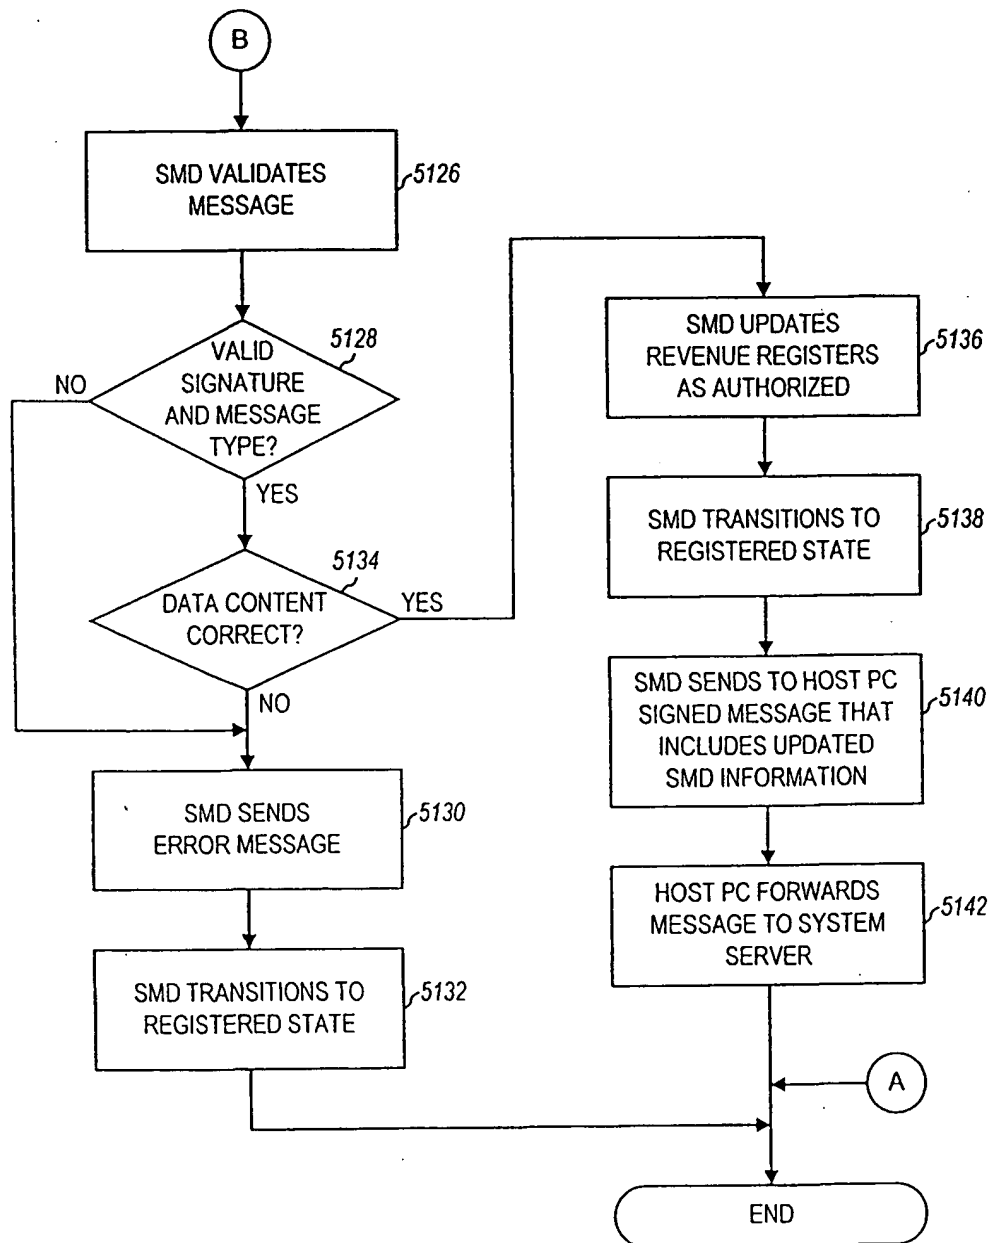 B
SMD VALIDATES
MESSAGE
5126
VALID
SIGNATURE
AND MESSAGE
TYPE?
5128
NO
YES
DATA CONTENT
CORRECT?
5134
YES
NO
SMD SENDS
ERROR MESSAGE
5130
SMD TRANSITIONS TO
REGISTERED STATE
5132
SMD UPDATES
REVENUE REGISTERS
AS AUTHORIZED
5136
SMD TRANSITIONS TO
REGISTERED STATE
5138
SMD SENDS TO HOST PC
SIGNED MESSAGE THAT
INCLUDES UPDATED
SMD INFORMATION
5140
HOST PC FORWARDS
MESSAGE TO SYSTEM
SERVER
5142
A
END